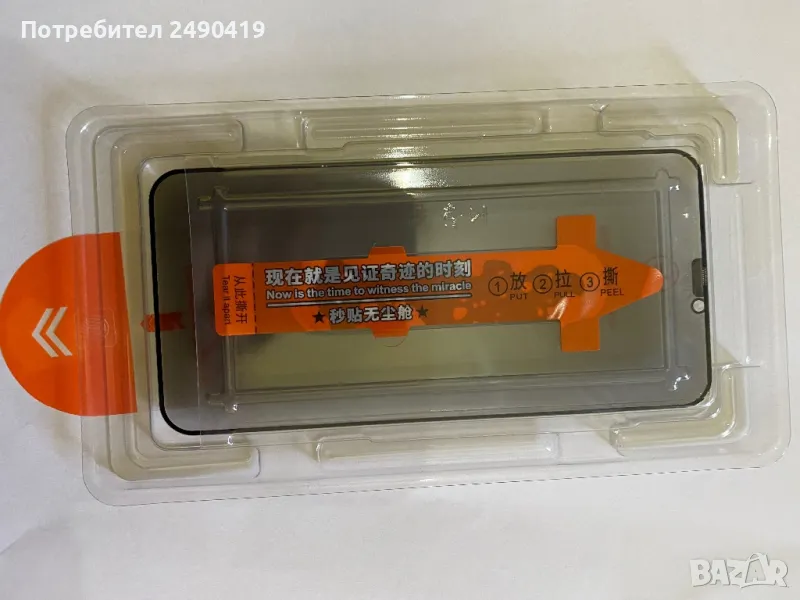 Потребител 2490419
从此撕开
Tear it apart
现在就是见证奇迹的时刻
Now is the time to witness the miracle
★秒贴无尘舱★
①放 ②拉 ③撕
PUT PULL PEEL
BAZAR